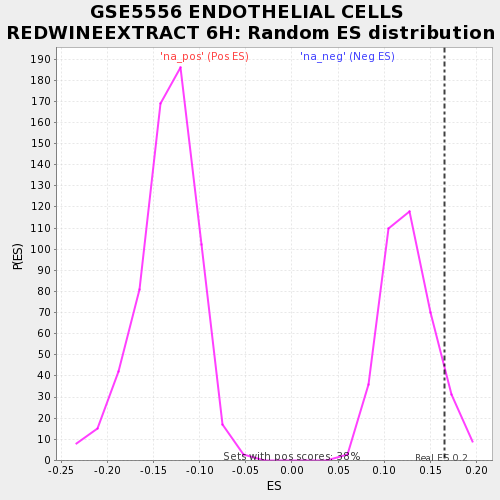 GSE5556 ENDOTHELIAL CELLS
REDWINEEXTRACT 6H: Random ES distribution
'na_pos' (Pos ES) 'na_neg' (Neg ES)
190
180
170
160
150
140
130
120
110
100
90
80
70
60
50
40
30
20
10
0
P(ES)
Sets with pos scores: 38%
Real ES 0.2
-0.25 -0.20 -0.15 -0.10 -0.05 0.00 0.05 0.10 0.15 0.20
ES